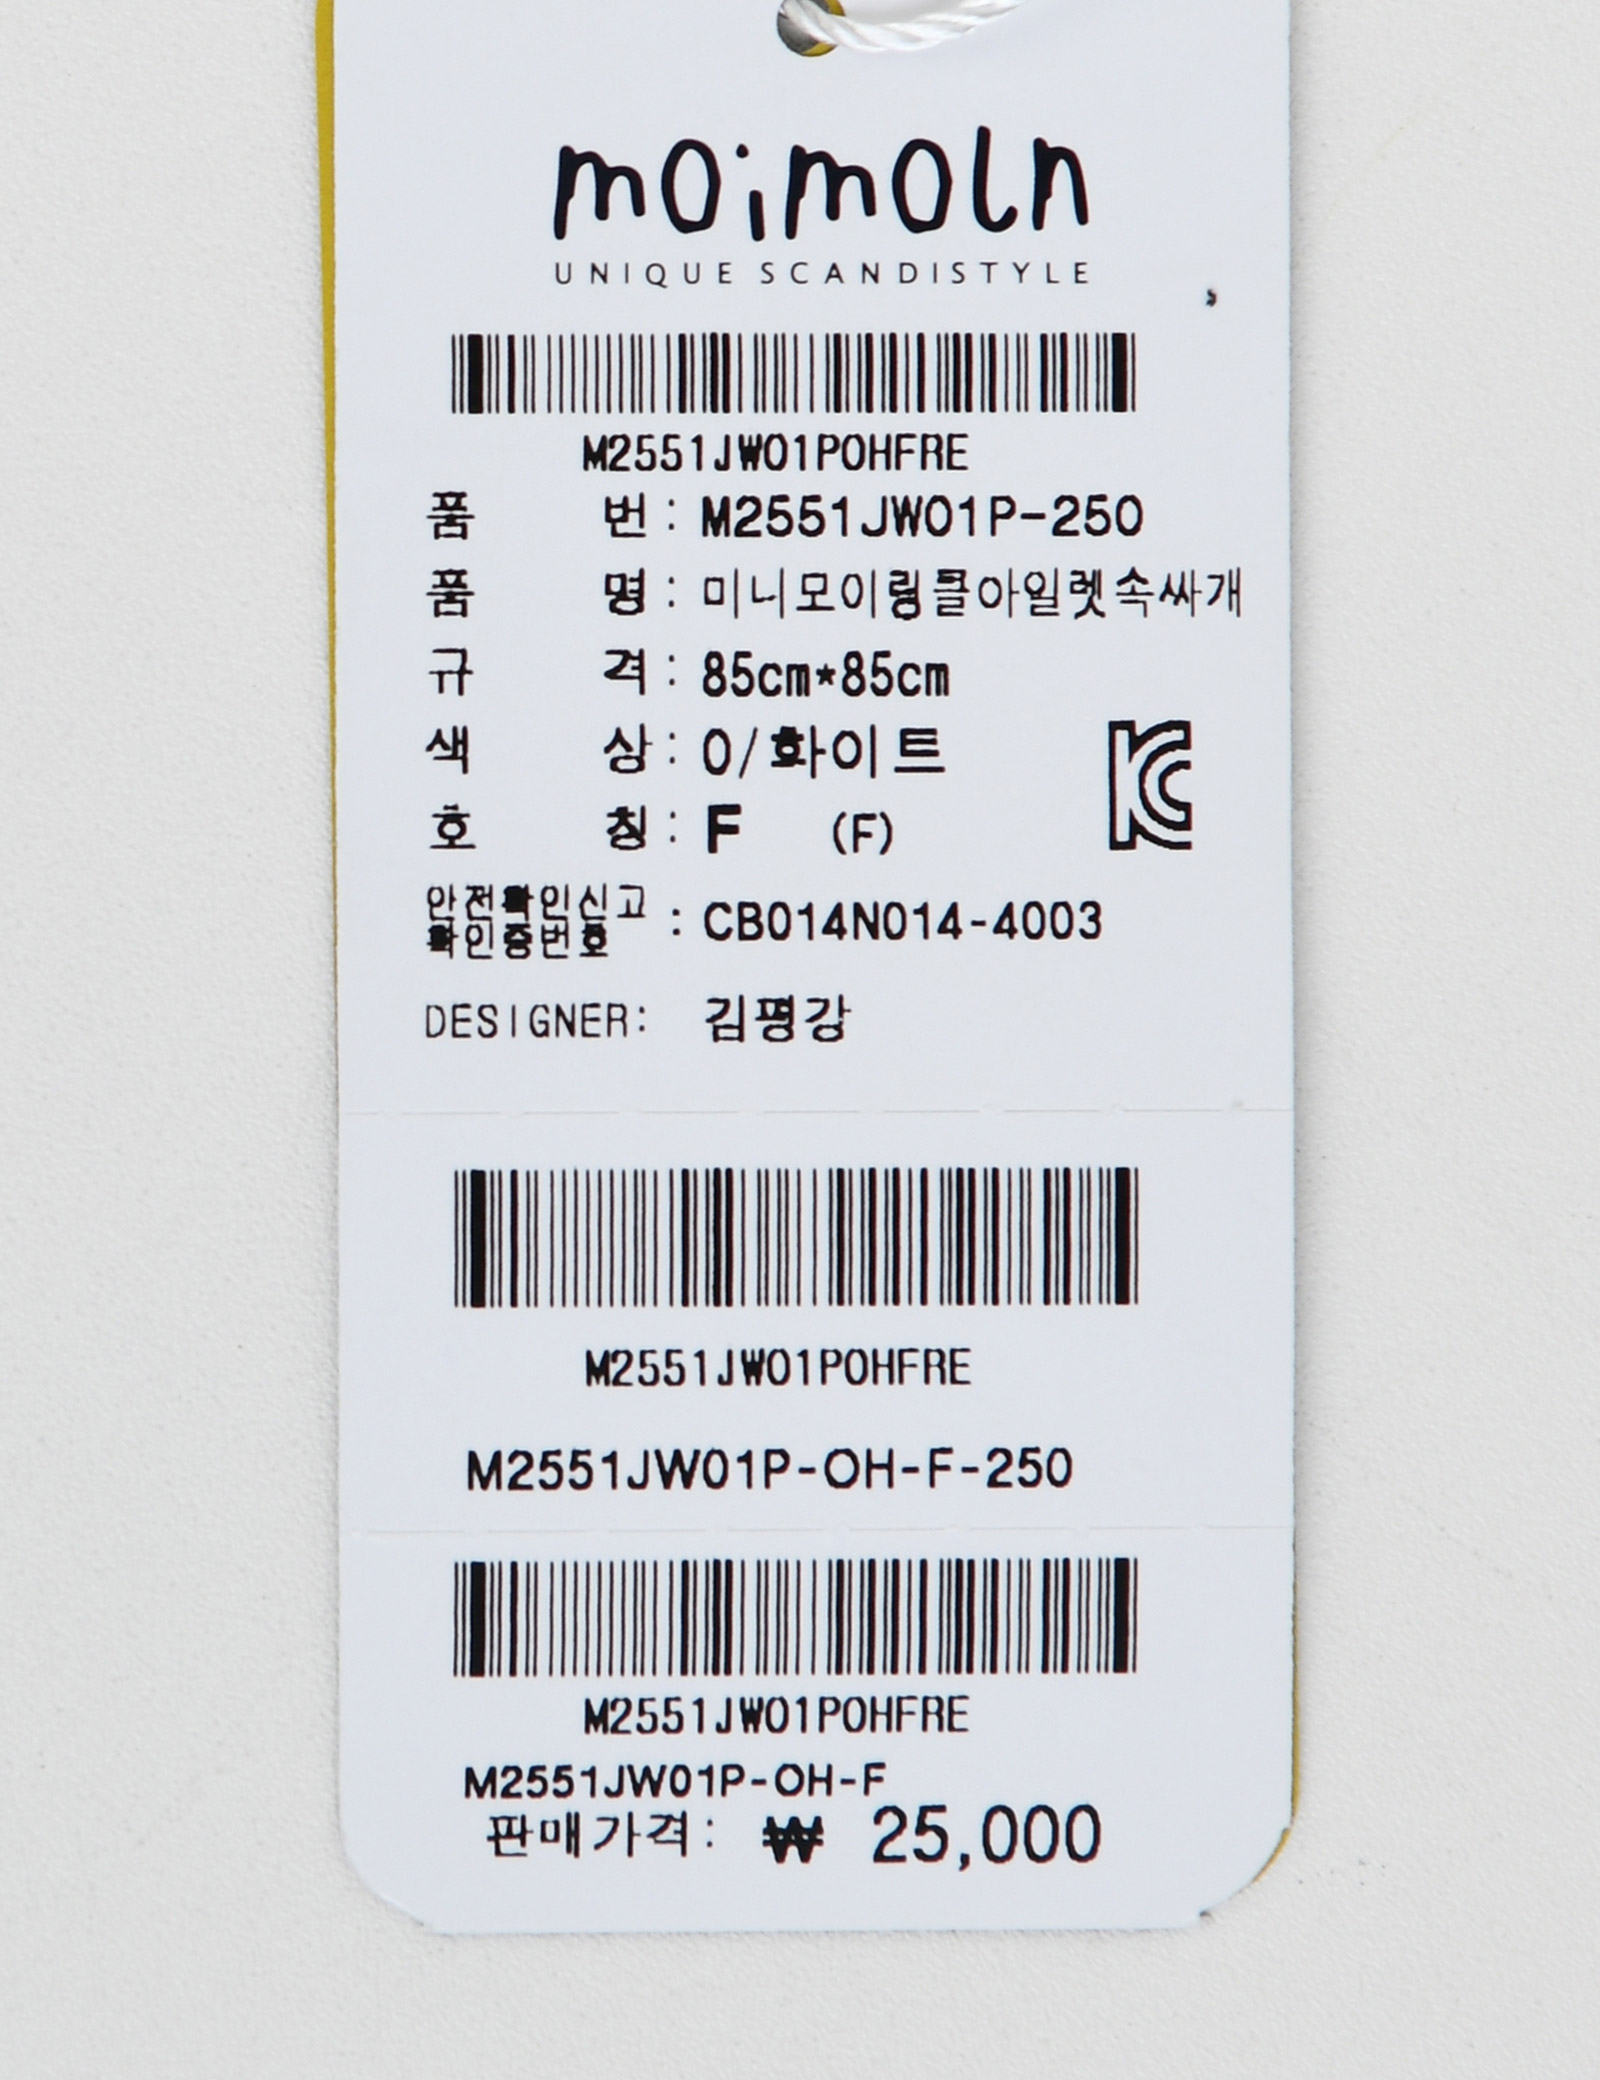 moimoln
UNIQUE SCANDISTYLE
M2551JW01POHFRE
품 번 : M2551JW01P-250
품 명 : 미니모이링클아일렛속싸개
규 격 : 85cm*85cm
색 상 : O/화이트
호 칭 : F (F)
안전확인신고
확인증번호 : CB014N014-4003
DESIGNER: 김평강
M2551JW01POHFRE
M2551JW01P-OH-F-250
M2551JW01POHFRE
M2551JW01P-OH-F
판매가격: ₩ 25,000